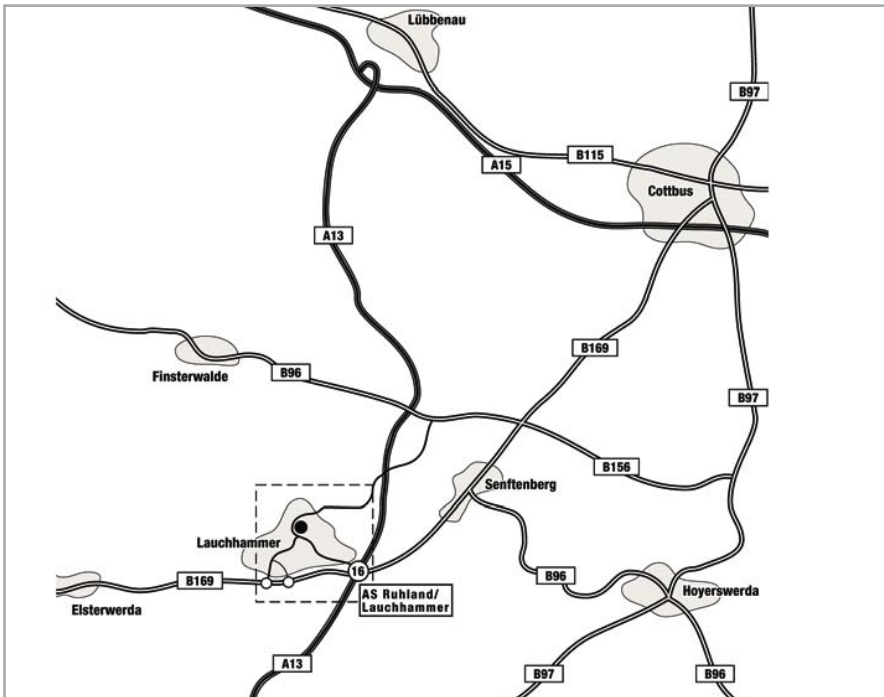 Lübbenau
B97
B115
A15
Cottbus
A13
B169
Finsterwalde
B96
B97
B156
Senftenberg
Lauchhammer
16
B169
B96
Elsterwerda
AS Ruhland/
Lauchhammer
Hoyerswerda
A13
B97
B96